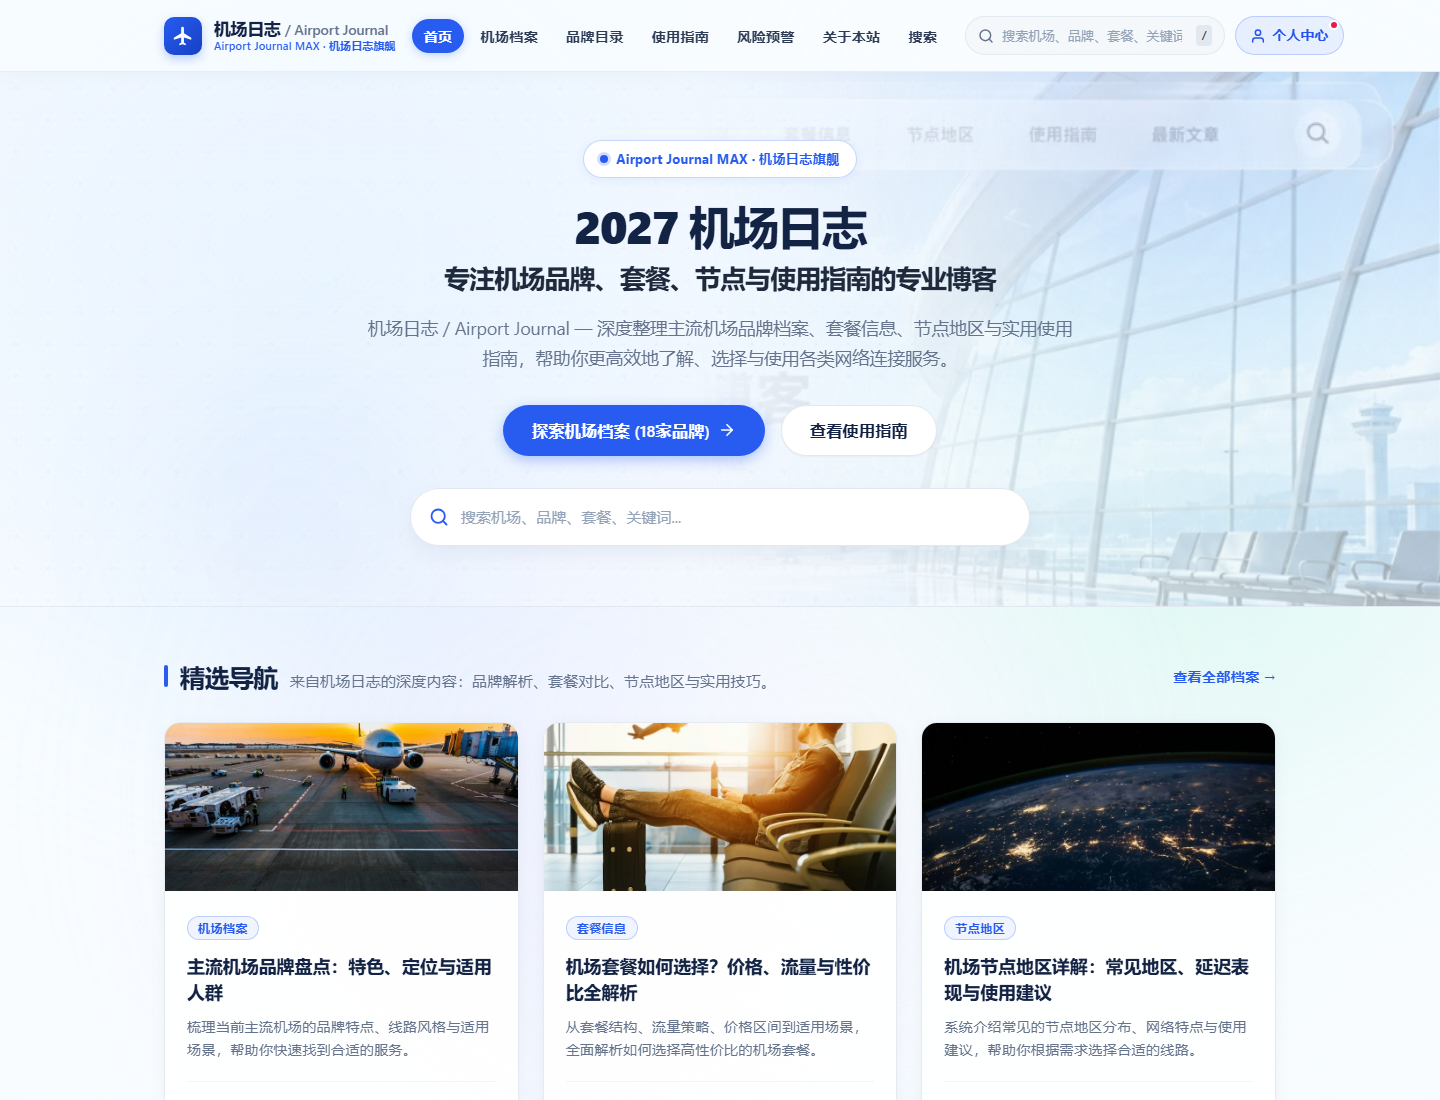 机场日志 / Airport Journal
Airport Journal MAX · 机场日志旗舰
首页
机场档案
品牌目录
使用指南
风险预警
关于本站
搜索
搜索机场、品牌、套餐、关键词
/
个人中心
套餐信息
节点地区
使用指南
最新文章
Airport Journal MAX · 机场日志旗舰
2027 机场日志
专注机场品牌、套餐、节点与使用指南的专业博客
机场日志 / Airport Journal — 深度整理主流机场品牌档案、套餐信息、节点地区与实用使用
指南，帮助你更高效地了解、选择与使用各类网络连接服务。
博客
探索机场档案 (18家品牌) →
查看使用指南
搜索机场、品牌、套餐、关键词...
精选导航
来自机场日志的深度内容：品牌解析、套餐对比、节点地区与实用技巧。
查看全部档案 →
机场档案
主流机场品牌盘点：特色、定位与适用
人群
梳理当前主流机场的品牌特点、线路风格与适用
场景，帮助你快速找到合适的服务。
套餐信息
机场套餐如何选择？价格、流量与性价
比全解析
从套餐结构、流量策略、价格区间到适用场景，
全面解析如何选择高性价比的机场套餐。
节点地区
机场节点地区详解：常见地区、延迟表
现与使用建议
系统介绍常见的节点地区分布、网络特点与使用
建议，帮助你根据需求选择合适的线路。